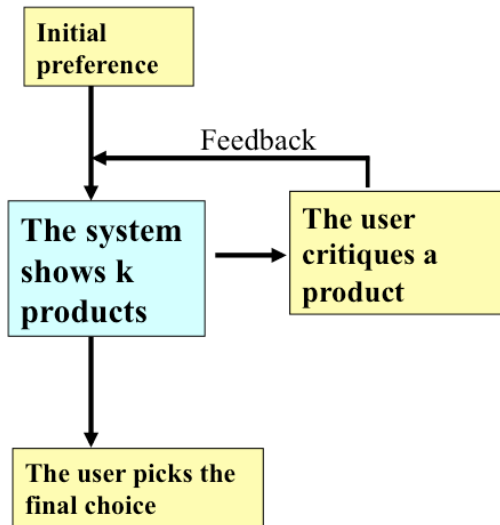 Initial
preference
Feedback
The system
shows k
products
The user
critiques a
product
The user picks the
final choice